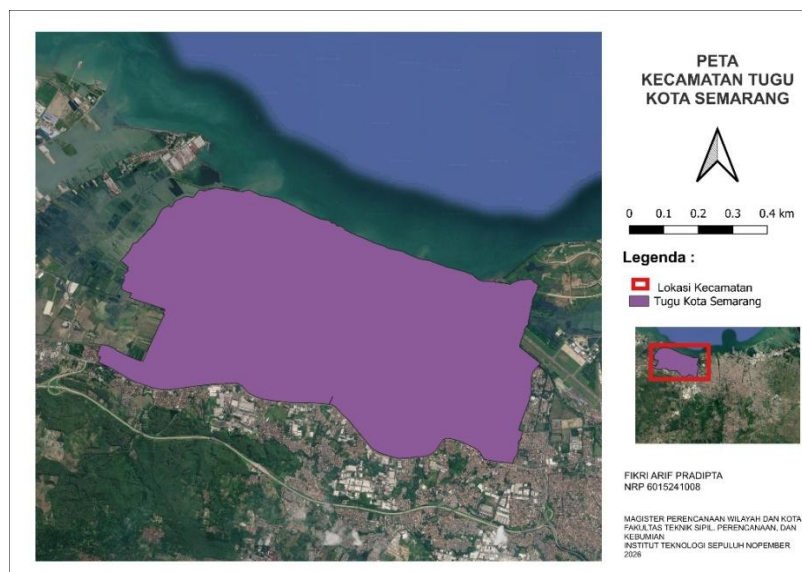 PETA
KECAMATAN TUGU
KOTA SEMARANG
0 0.1 0.2 0.3 0.4 km
Legenda :
Lokasi Kecamatan
Tugu Kota Semarang
FIKRI ARIF PRADIPTA
NRP 6015241008
MAGISTER PERENCANAAN WILAYAH DAN KOTA
FAKULTAS TEKNIK SIPIL, PERENCANAAN, DAN
KEBUMIAN
INSTITUT TEKNOLOGI SEPULUH NOPEMBER
2026